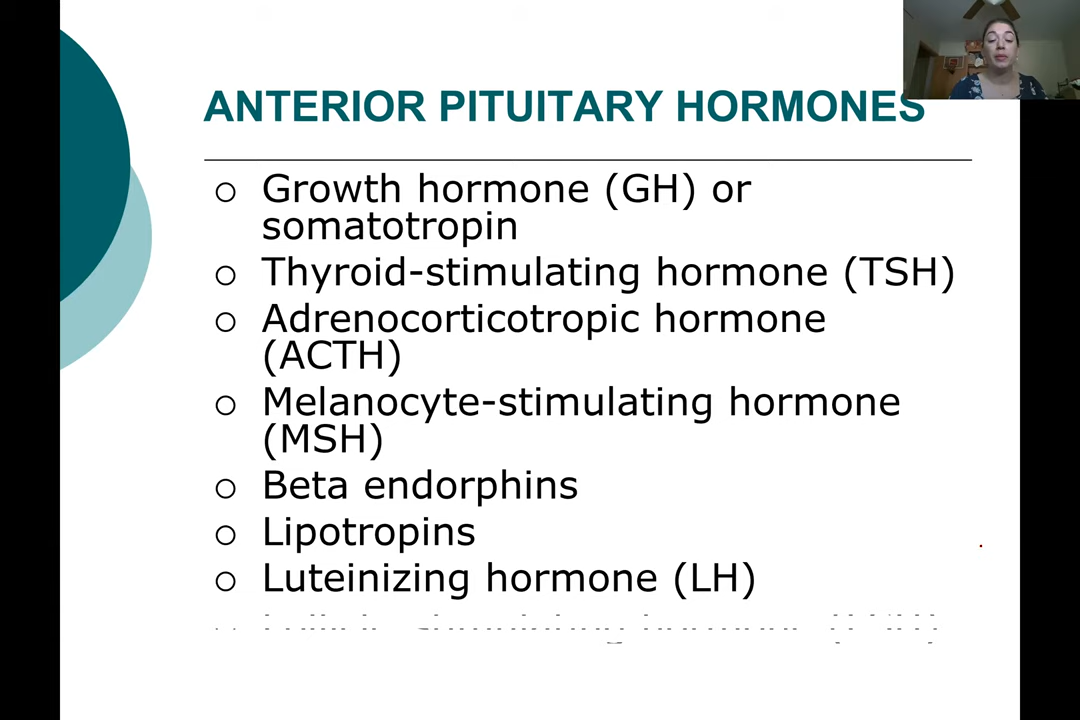 ANTERIOR PITUITARY HORMONES
Growth hormone (GH) or
somatotropin
Thyroid-stimulating hormone (TSH)
Adrenocorticotropic hormone
(ACTH)
Melanocyte-stimulating hormone
(MSH)
Beta endorphins
Lipotropins
Luteinizing hormone (LH)